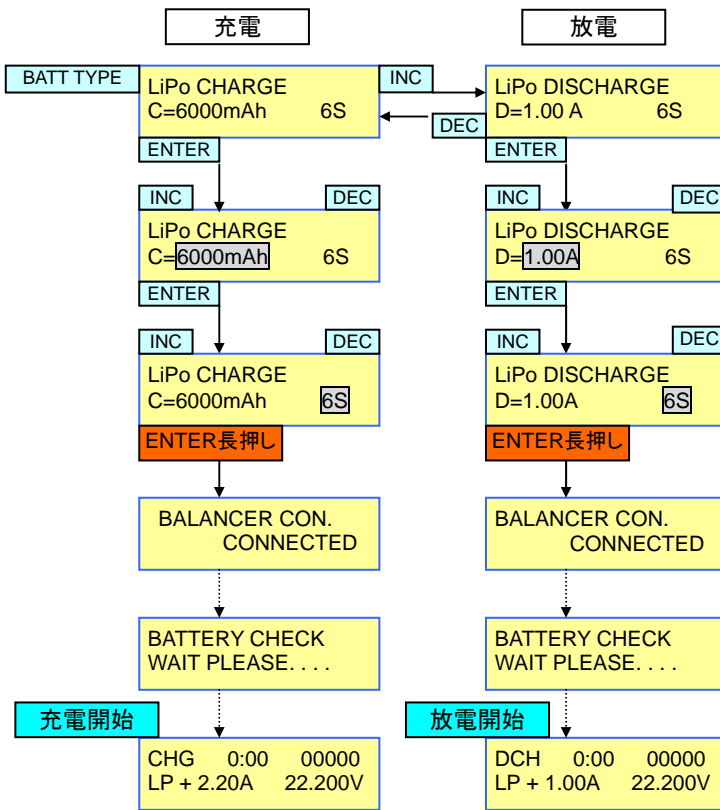 充電
放電
BATT TYPE
LiPo CHARGE
C=6000mAh 6S
INC
DEC
LiPo DISCHARGE
D=1.00 A 6S
ENTER
ENTER
INC
DEC
INC
DEC
LiPo CHARGE
C=6000mAh 6S
LiPo DISCHARGE
D=1.00A 6S
ENTER
ENTER
INC
DEC
INC
DEC
LiPo CHARGE
C=6000mAh 6S
LiPo DISCHARGE
D=1.00A 6S
ENTER長押し
ENTER長押し
BALANCER CON.
CONNECTED
BALANCER CON.
CONNECTED
BATTERY CHECK
WAIT PLEASE. . . .
BATTERY CHECK
WAIT PLEASE. . . .
充電開始
放電開始
CHG 0:00 00000
LP + 2.20A 22.200V
DCH 0:00 00000
LP + 1.00A 22.200V